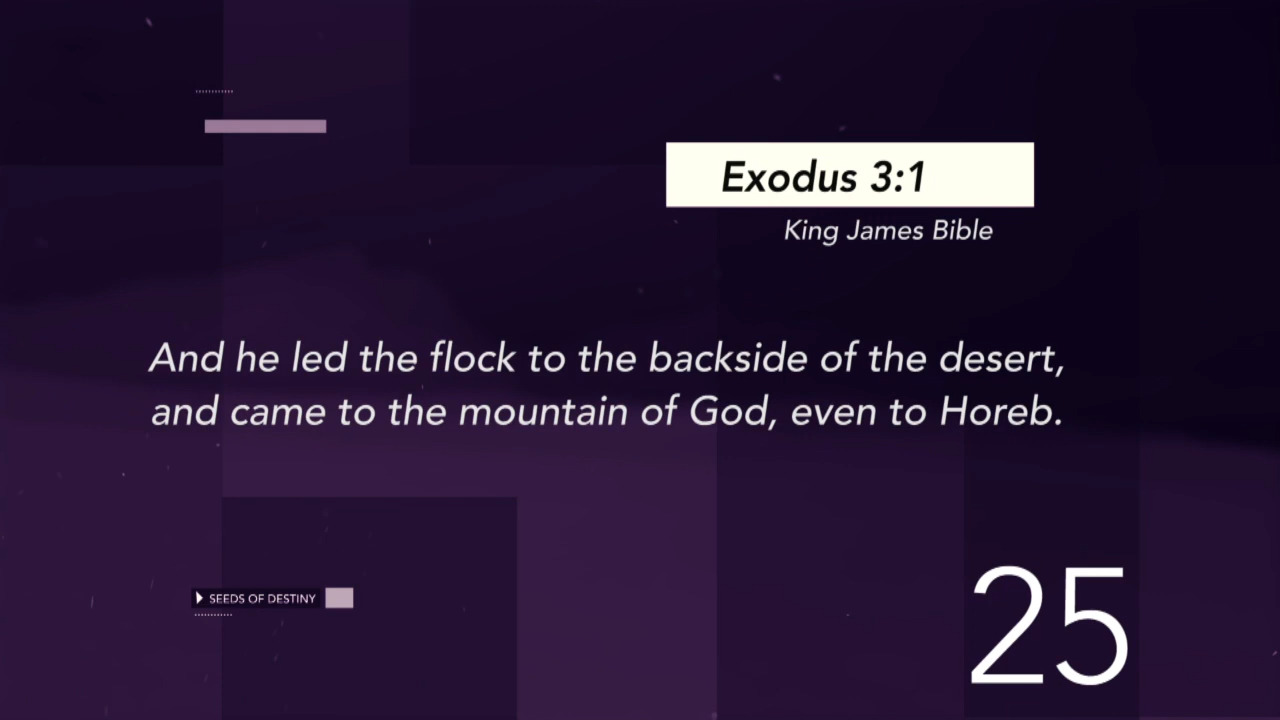 Exodus 3:1
King James Bible
And he led the flock to the backside of the desert,
and came to the mountain of God, even to Horeb.
SEEDS OF DESTINY
25